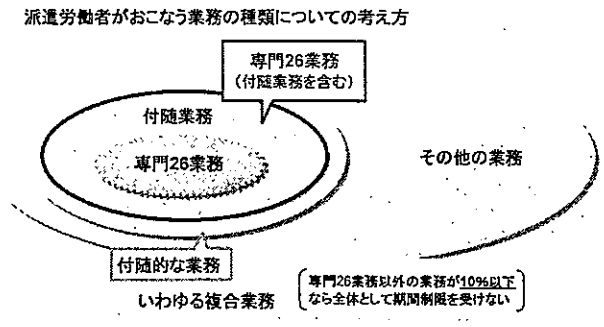 派遣労働者がおこなう業務の種類についての考え方
専門26業務
(付随業務を含む)
付随業務
専門26業務
その他の業務
付随的な業務
いわゆる複合業務
専門26業務以外の業務が10%以下
なら全体として期間制限を受けない